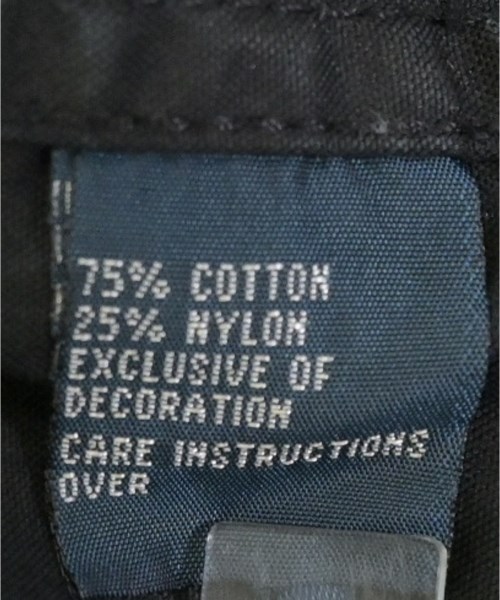 75% COTTON
25% NYLON
EXCLUSIVE OF
DECORATION
CARE INSTRUCTIONS
OVER